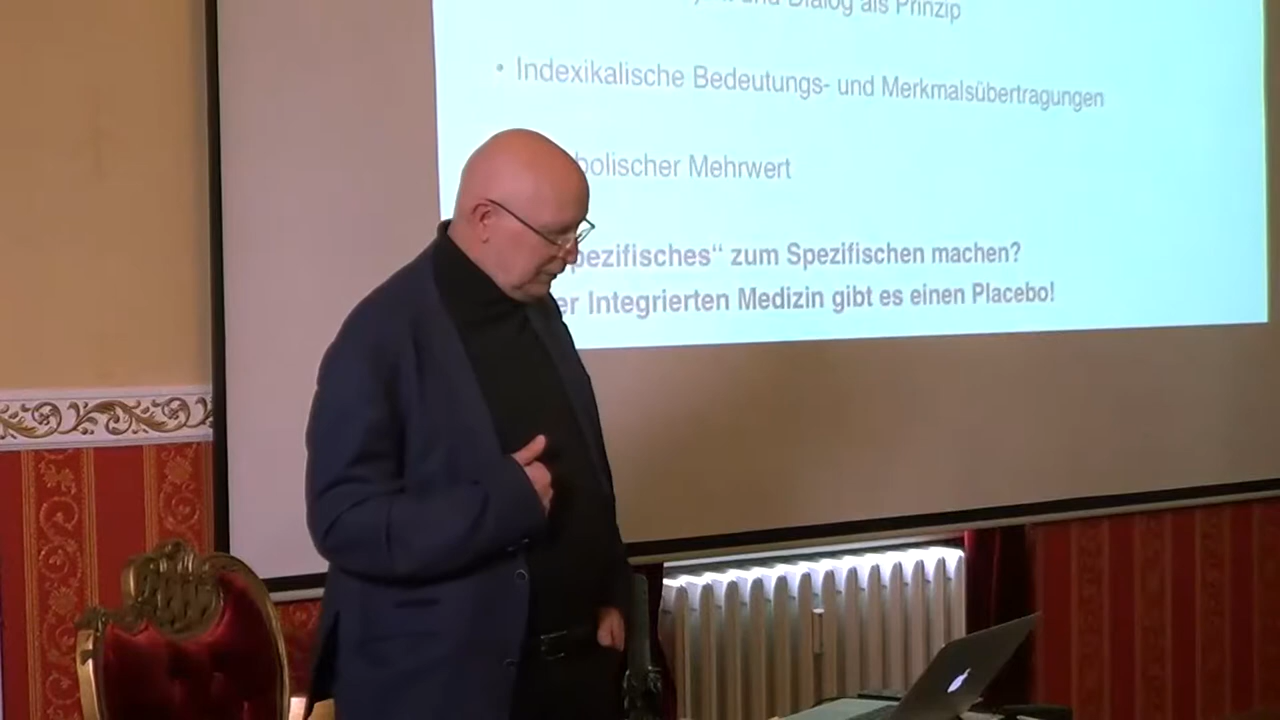 und Dialog als Prinzip
• Indexikalische Bedeutungs- und Merkmalsübertragungen
bolischer Mehrwert
pezifisches“ zum Spezifischen machen?
er Integrierten Medizin gibt es einen Placebo!